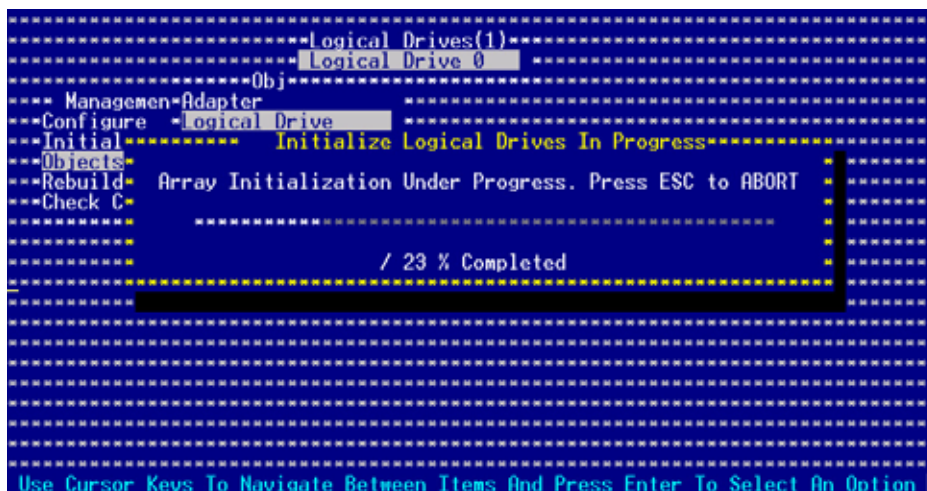 Logical Drives(1)
Logical Drive 0
Obj
Managemen Adapter
Configure Logical Drive
Initial Initialize Logical Drives In Progress
Objects
Rebuild Array Initialization Under Progress. Press ESC to ABORT
Check C
/ 23 % Completed
Use Cursor Keys To Navigate Between Items And Press Enter To Select An Option